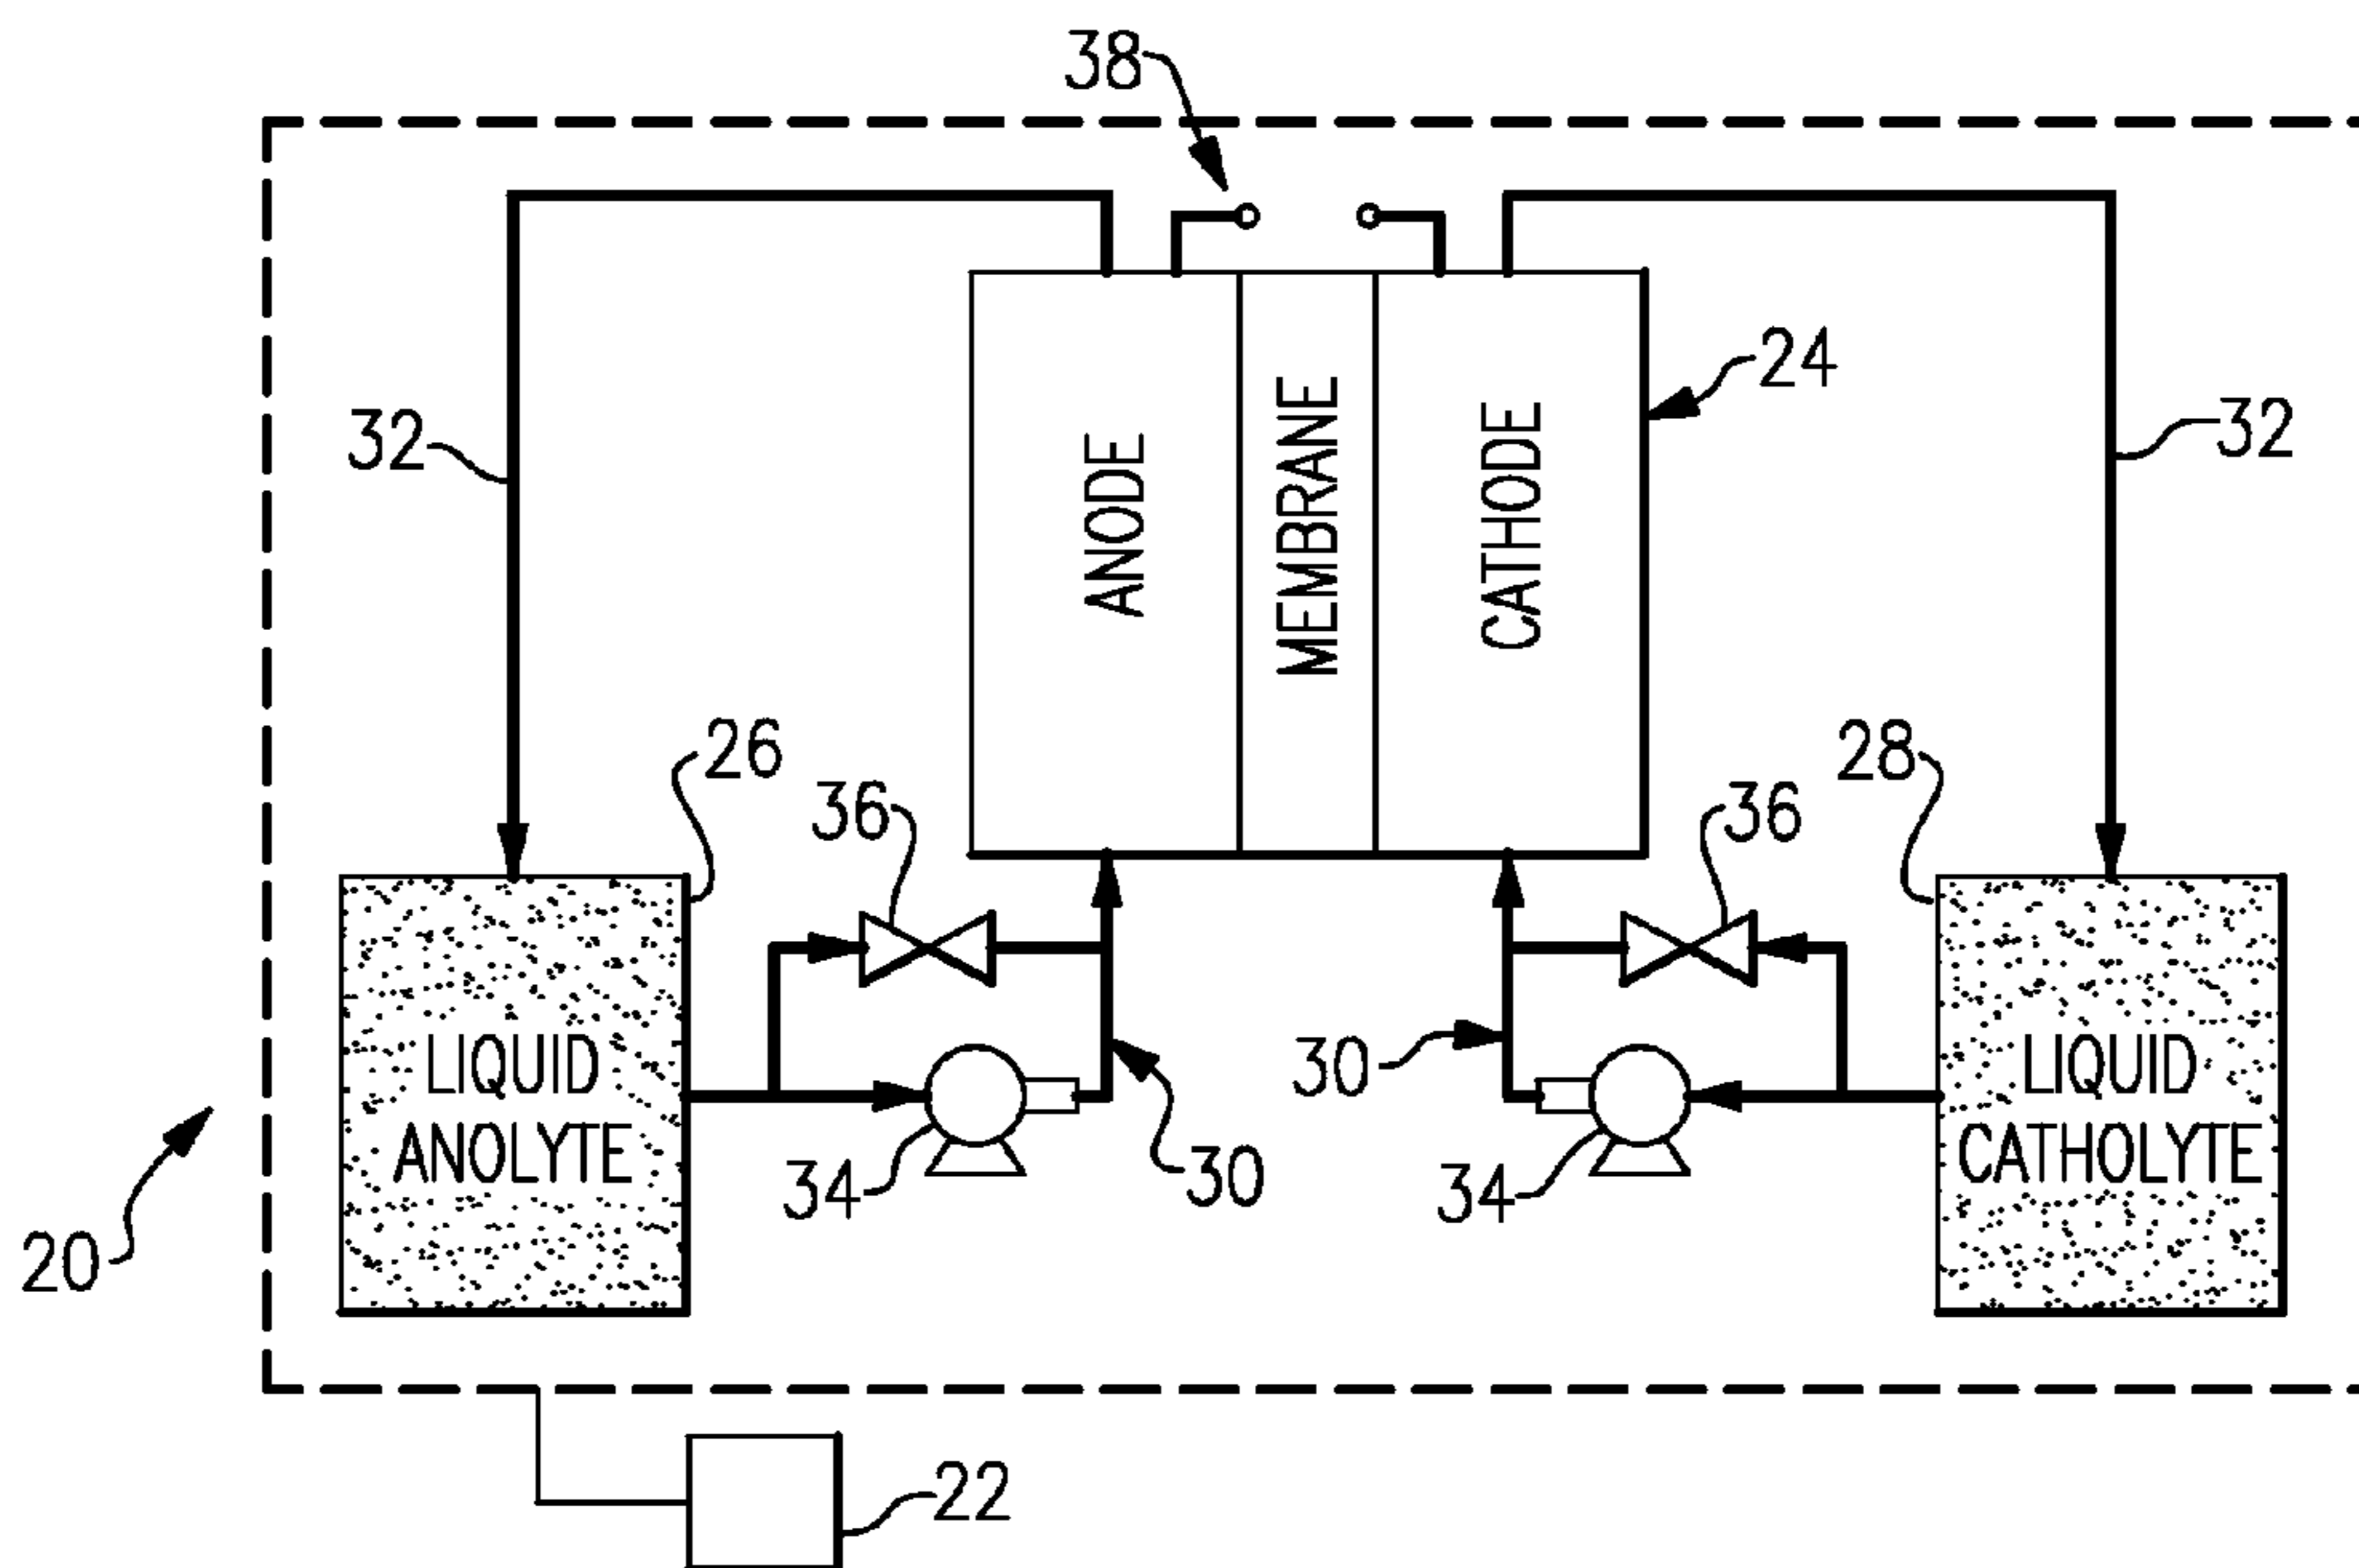 38
24
32
32
ANODE
MEMBRANE
CATHODE
26
36
28
36
LIQUID
ANOLYTE
30
LIQUID
CATHOLYTE
34
30
34
20
22